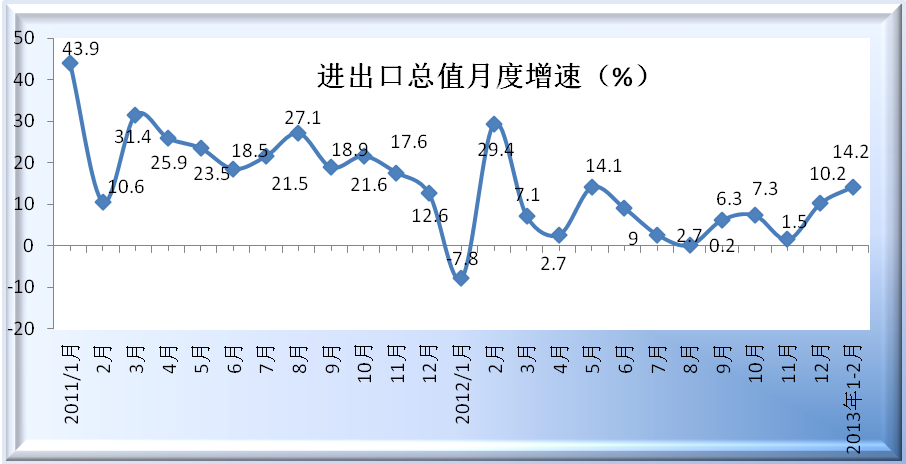 进出口总值月度增速（%）
50
40
30
20
10
0
-10
-20
43.9
10.6
31.4
25.9
23.5
18.5
21.5
27.1
18.9
21.6
17.6
12.6
-7.8
29.4
7.1
2.7
14.1
9
2.7
0.2
6.3
7.3
1.5
10.2
14.2
2011/1月
2月
3月
4月
5月
6月
7月
8月
9月
10月
11月
12月
2012/1月
2月
3月
4月
5月
6月
7月
8月
9月
10月
11月
12月
2013年1-2月